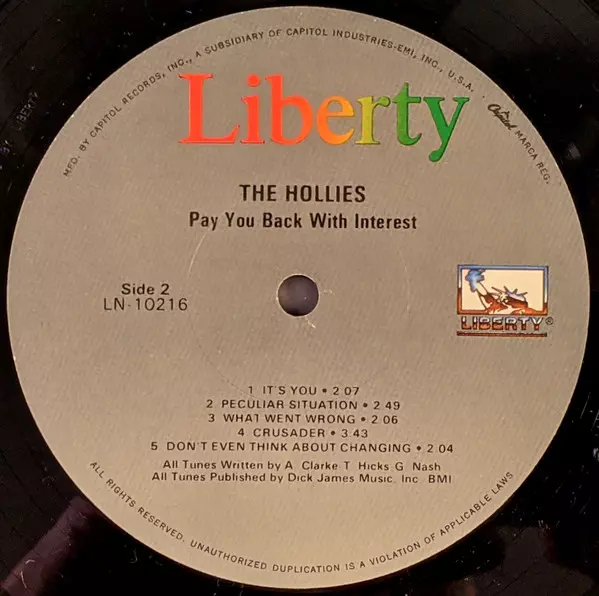 MFD. BY CAPITOL RECORDS, INC., A SUBSIDIARY OF CAPITOL INDUSTRIES-EMI, INC., U.S.A. • Capitol MARCA REG.
Liberty
THE HOLLIES
Pay You Back With Interest
Side 2
LN-10216
LIBERTY®
1 IT'S YOU • 2 07
2 PECULIAR SITUATION • 2 49
3 WHAT WENT WRONG • 2 06
4 CRUSADER • 3:43
5 DON'T EVEN THINK ABOUT CHANGING • 2 04
All Tunes Written by A. Clarke T. Hicks G. Nash
All Tunes Published by Dick James Music, Inc. BMI
ALL RIGHTS RESERVED. UNAUTHORIZED DUPLICATION IS A VIOLATION OF APPLICABLE LAWS